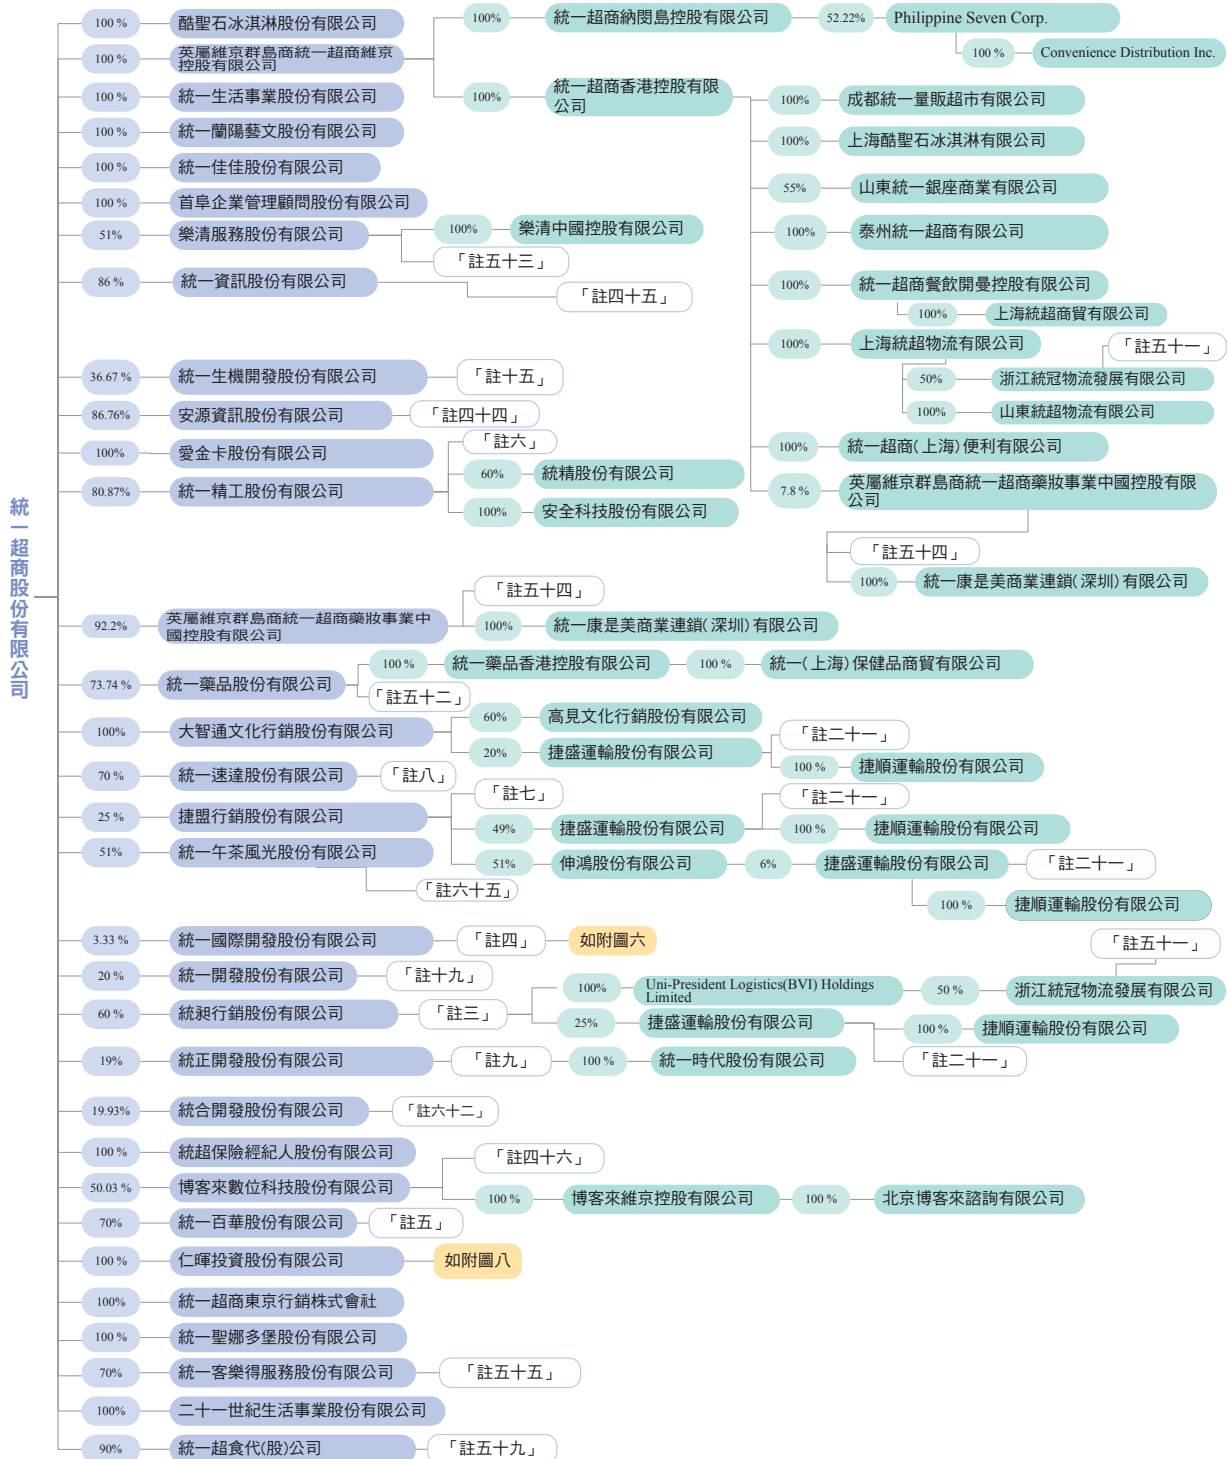 統一超商股份有限公司
100 %
酷聖石冰淇淋股份有限公司
100 %
英屬維京群島商統一超商維京
控股有限公司
100%
統一超商納閩島控股有限公司
52.22%
Philippine Seven Corp.
100 %
Convenience Distribution Inc.
100%
統一超商香港控股有限
公司
100%
成都統一量販超市有限公司
100%
上海酷聖石冰淇淋有限公司
55%
山東統一銀座商業有限公司
100%
泰州統一超商有限公司
100%
統一超商餐飲開曼控股有限公司
100%
上海統超商貿有限公司
100%
上海統超物流有限公司
「註五十一」
50%
浙江統冠物流發展有限公司
100%
山東統超物流有限公司
100%
統一超商(上海)便利有限公司
7.8 %
英屬維京群島商統一超商藥妝事業中國控股有限
公司
「註五十四」
100%
統一康是美商業連鎖(深圳)有限公司
100 %
統一生活事業股份有限公司
100 %
統一蘭陽藝文股份有限公司
100 %
統一佳佳股份有限公司
100 %
首阜企業管理顧問股份有限公司
51%
樂清服務股份有限公司
100%
樂清中國控股有限公司
「註五十三」
86 %
統一資訊股份有限公司
「註四十五」
36.67 %
統一生機開發股份有限公司
「註十五」
86.76%
安源資訊股份有限公司
「註四十四」
100%
愛金卡股份有限公司
80.87%
統一精工股份有限公司
「註六」
60%
統精股份有限公司
100%
安全科技股份有限公司
92.2%
英屬維京群島商統一超商藥妝事業中
國控股有限公司
「註五十四」
100%
統一康是美商業連鎖(深圳)有限公司
73.74 %
統一藥品股份有限公司
100 %
統一藥品香港控股有限公司
100 %
統一(上海)保健品商貿有限公司
「註五十二」
100%
大智通文化行銷股份有限公司
60%
高見文化行銷股份有限公司
20%
捷盛運輸股份有限公司
「註二十一」
100 %
捷順運輸股份有限公司
70 %
統一速達股份有限公司
「註八」
25 %
捷盟行銷股份有限公司
「註七」
49%
捷盛運輸股份有限公司
「註二十一」
100 %
捷順運輸股份有限公司
51%
伸鴻股份有限公司
6%
捷盛運輸股份有限公司
「註二十一」
100 %
捷順運輸股份有限公司
51%
統一午茶風光股份有限公司
「註六十五」
3.33 %
統一國際開發股份有限公司
「註四」
如附圖六
20 %
統一開發股份有限公司
「註十九」
60 %
統昶行銷股份有限公司
「註三」
100%
Uni-President Logistics(BVI) Holdings
Limited
50 %
浙江統冠物流發展有限公司
「註五十一」
25%
捷盛運輸股份有限公司
100 %
捷順運輸股份有限公司
「註二十一」
19%
統正開發股份有限公司
「註九」
100 %
統一時代股份有限公司
19.93%
統合開發股份有限公司
「註六十二」
100 %
統超保險經紀人股份有限公司
50.03 %
博客來數位科技股份有限公司
「註四十六」
100 %
博客來維京控股有限公司
100 %
北京博客來諮詢有限公司
70%
統一百華股份有限公司
「註五」
100 %
仁暉投資股份有限公司
如附圖八
100%
統一超商東京行銷株式會社
100 %
統一聖娜多堡股份有限公司
70%
統一客樂得服務股份有限公司
「註五十五」
100%
二十一世紀生活事業股份有限公司
90%
統一超食代(股)公司
「註五十九」